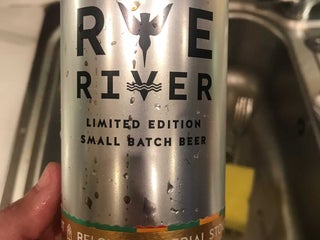 RYE
RIVER
LIMITED EDITION
SMALL BATCH BEER